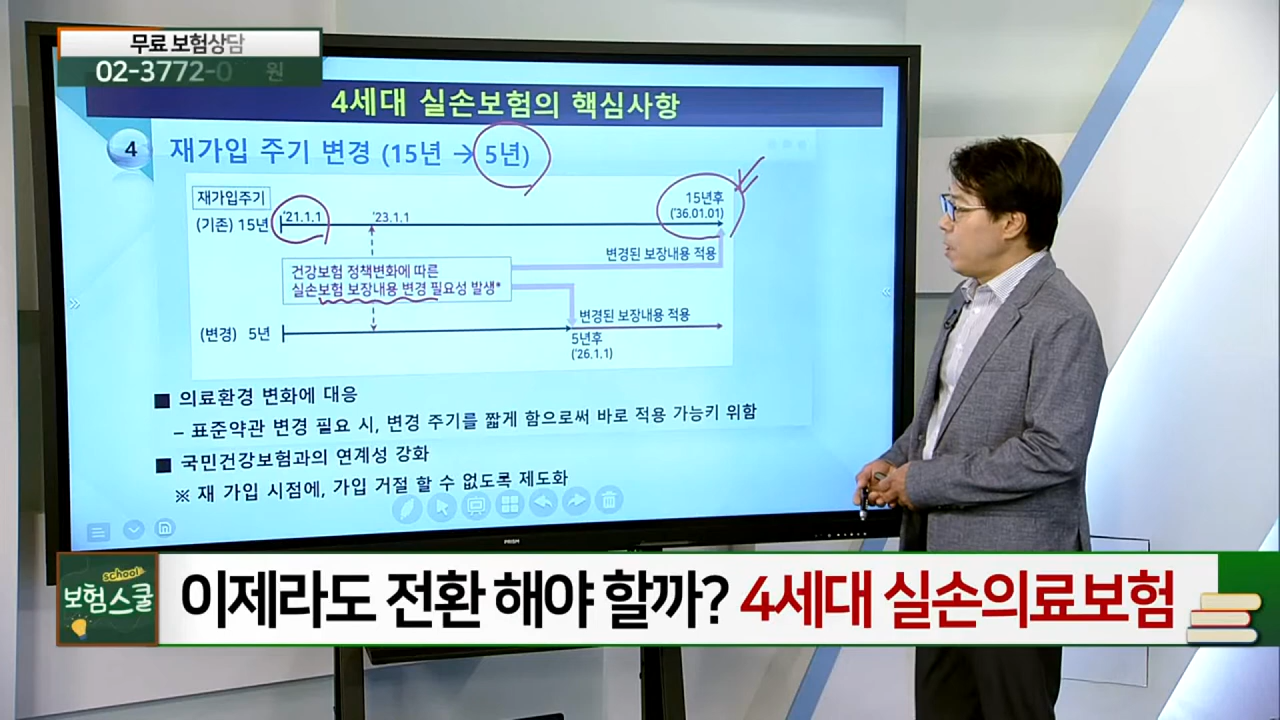 무료 보험상담
02-3772-0 원
4세대 실손보험의 핵심사항
4 재가입 주기 변경 (15년 → 5년)
재가입주기
(기존) 15년
'21.1.1
'23.1.1
15년후
('36.01.01)
변경된 보장내용 적용
건강보험 정책변화에 따른
실손보험 보장내용 변경 필요성 발생*
변경된 보장내용 적용
(변경) 5년
5년후
('26.1.1)
■ 의료환경 변화에 대응
– 표준약관 변경 필요 시, 변경 주기를 짧게 함으로써 바로 적용 가능키 위함
■ 국민건강보험과의 연계성 강화
※ 재 가입 시점에, 가입 거절 할 수 없도록 제도화
PRISM
school
보험스쿨
이제라도 전환 해야 할까? 4세대 실손의료보험